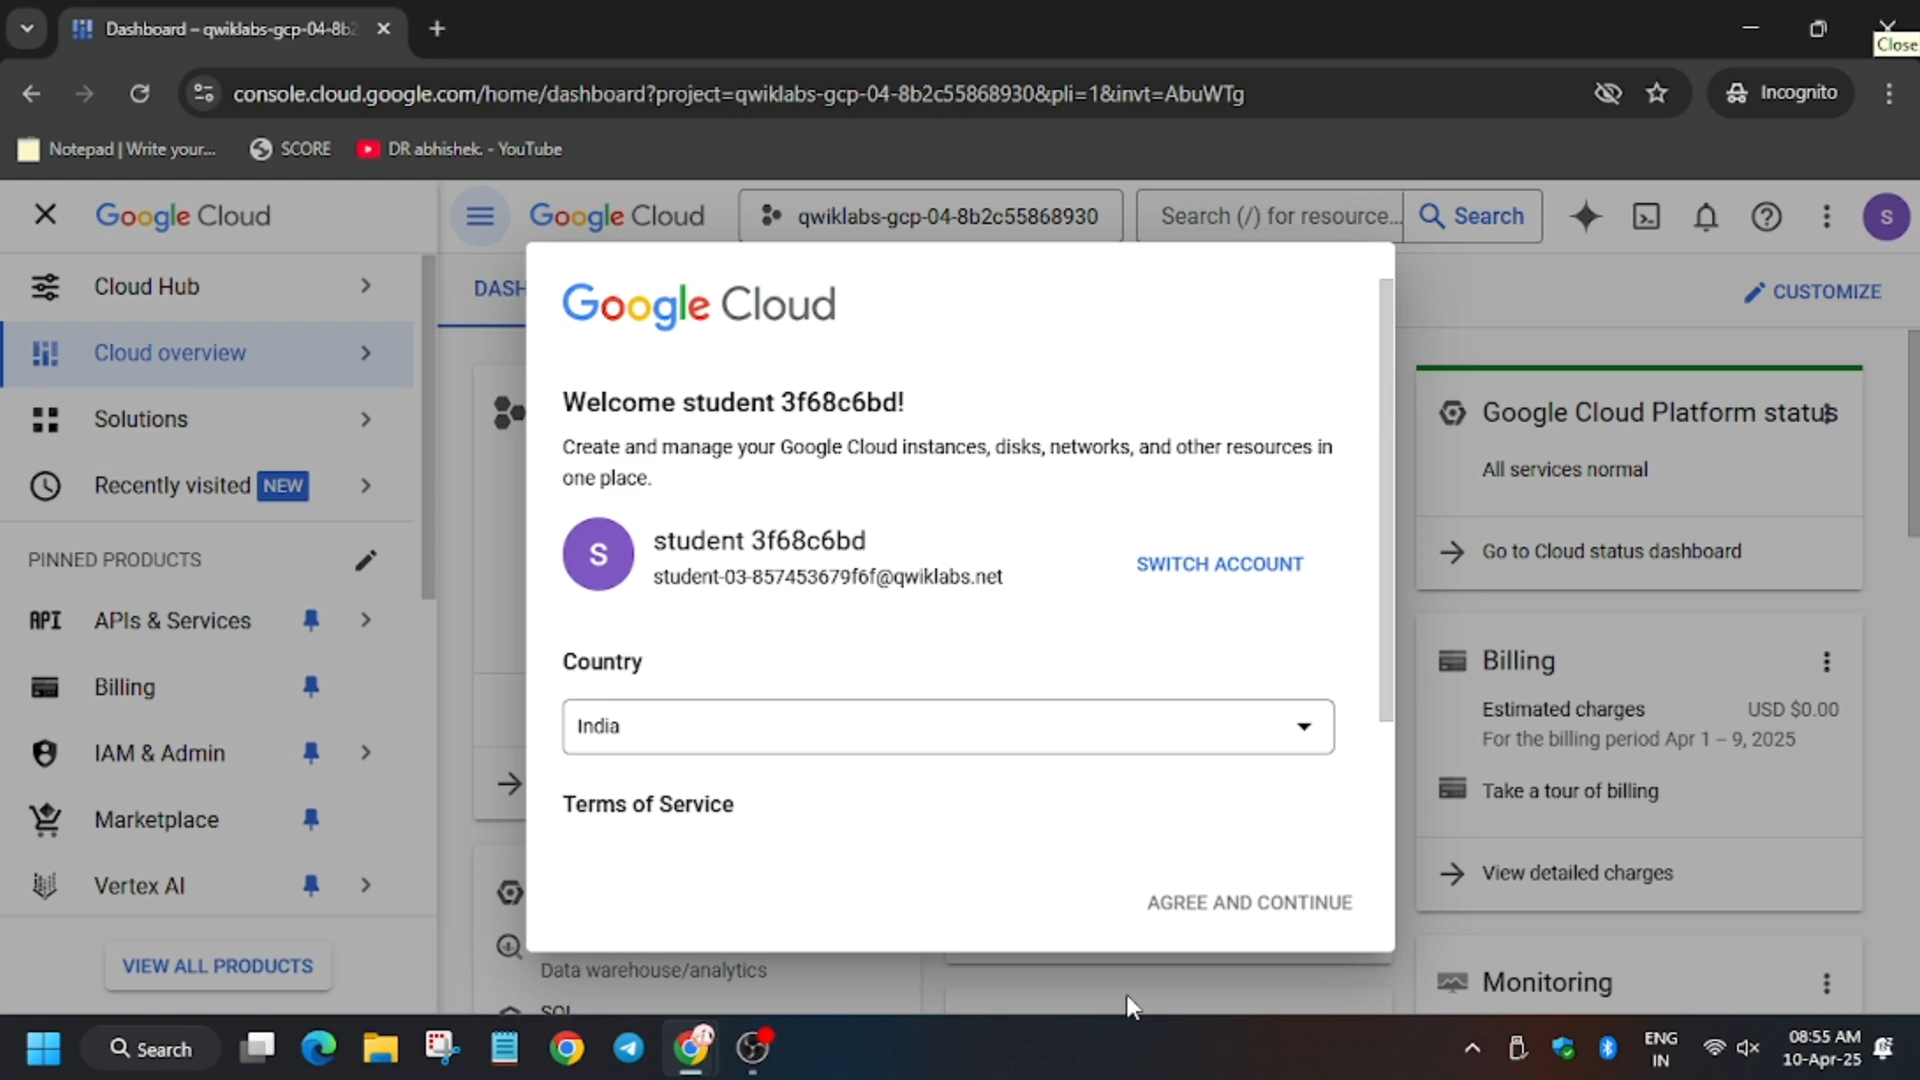 Dashboard – qwiklabs-gcp-04-8b2
Close
console.cloud.google.com/home/dashboard?project=qwiklabs-gcp-04-8b2c55868930&pli=1&invt=AbuWTg
Incognito
Notepad | Write your...
SCORE
DR abhishek. - YouTube
Google Cloud
Google Cloud
qwiklabs-gcp-04-8b2c55868930
Search (/) for resource...
Search
S
Cloud Hub
Cloud overview
Solutions
Recently visited NEW
PINNED PRODUCTS
API APIs & Services
Billing
IAM & Admin
Marketplace
Vertex AI
VIEW ALL PRODUCTS
DASH
CUSTOMIZE
Google Cloud
Welcome student 3f68c6bd!
Create and manage your Google Cloud instances, disks, networks, and other resources in
one place.
S
student 3f68c6bd
student-03-857453679f6f@qwiklabs.net
SWITCH ACCOUNT
Country
India
Terms of Service
AGREE AND CONTINUE
Data warehouse/analytics
SQL
Google Cloud Platform status
All services normal
Go to Cloud status dashboard
Billing
Estimated charges USD $0.00
For the billing period Apr 1 – 9, 2025
Take a tour of billing
View detailed charges
Monitoring
Search
ENG
IN
08:55 AM
10-Apr-25